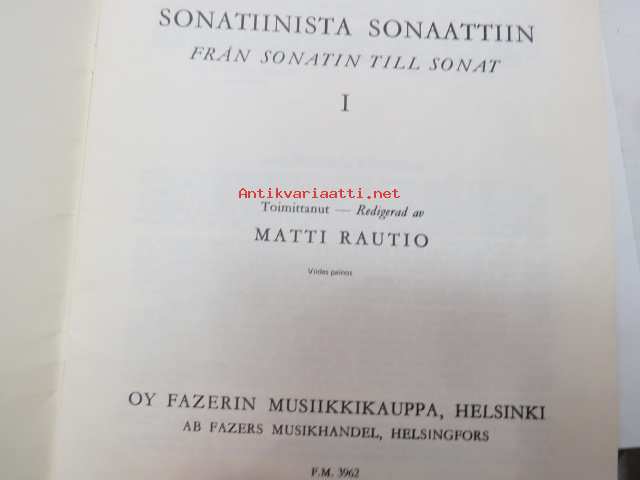 SONATIINISTA SONAATTIIN
FRÅN SONATIN TILL SONAT
I
Antikvariaatti.net
Toimittanut — Redigerad av
MATTI RAUTIO
Viides painos
OY FAZERIN MUSIIKKIKAUPPA, HELSINKI
AB FAZERS MUSIKHANDEL, HELSINGFORS
F.M. 3962